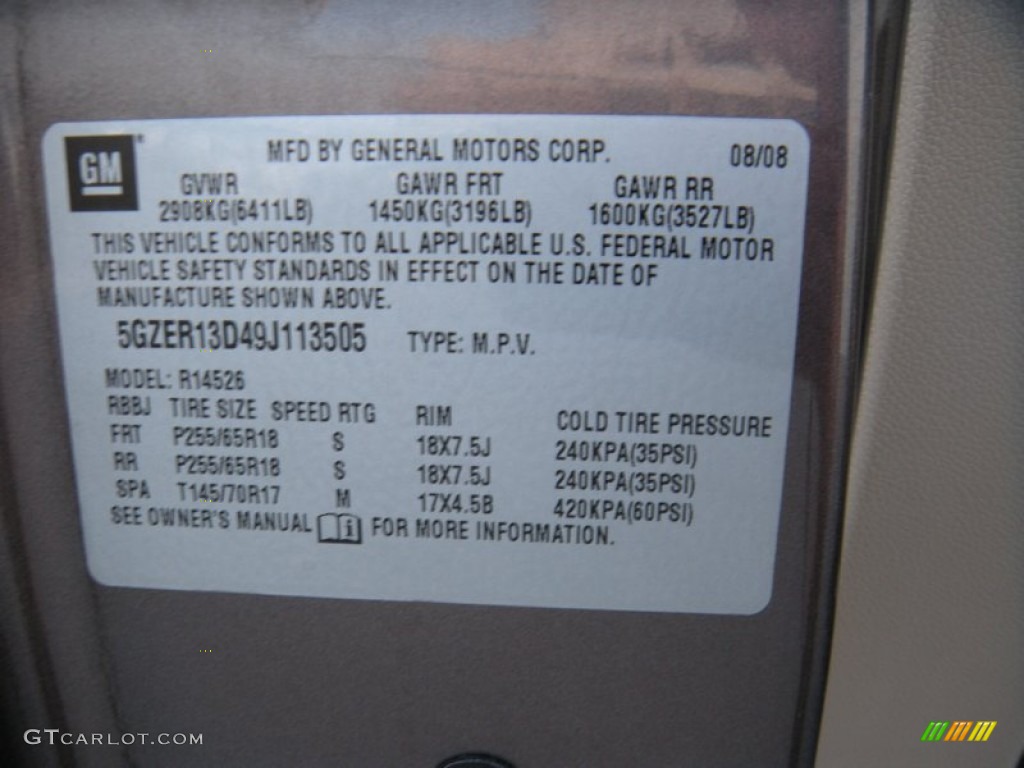 GM
MFD BY GENERAL MOTORS CORP. 08/08
GVWR GAWR FRT GAWR RR
2908KG(6411LB) 1450KG(3196LB) 1600KG(3527LB)
THIS VEHICLE CONFORMS TO ALL APPLICABLE U.S. FEDERAL MOTOR
VEHICLE SAFETY STANDARDS IN EFFECT ON THE DATE OF
MANUFACTURE SHOWN ABOVE.
5GZER13D49J113505 TYPE: M.P.V.
MODEL: R14526
RBBJ TIRE SIZE SPEED RTG RIM COLD TIRE PRESSURE
FRT P255/65R18 S 18X7.5J 240KPA(35PSI)
RR P255/65R18 S 18X7.5J 240KPA(35PSI)
SPA T145/70R17 M 17X4.5B 420KPA(60PSI)
SEE OWNER'S MANUAL FOR MORE INFORMATION.
GTCARLOT.COM